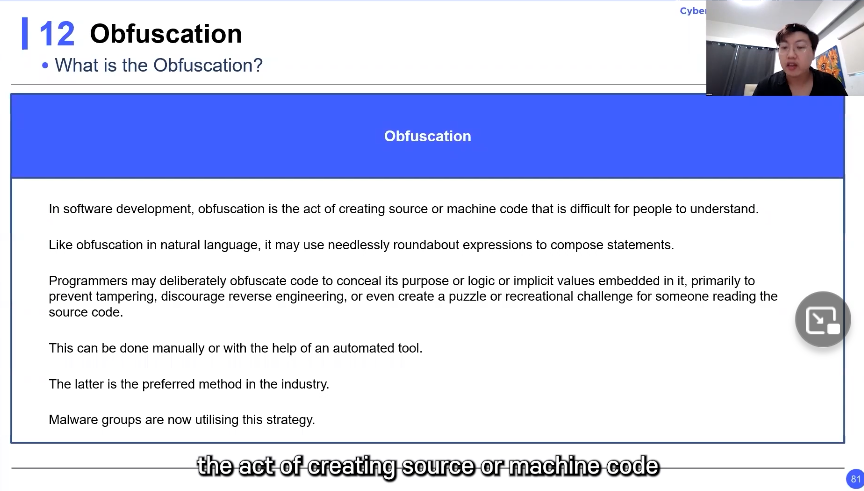 Cyber
12 Obfuscation
• What is the Obfuscation?
Obfuscation
In software development, obfuscation is the act of creating source or machine code that is difficult for people to understand.
Like obfuscation in natural language, it may use needlessly roundabout expressions to compose statements.
Programmers may deliberately obfuscate code to conceal its purpose or logic or implicit values embedded in it, primarily to
prevent tampering, discourage reverse engineering, or even create a puzzle or recreational challenge for someone reading the
source code.
This can be done manually or with the help of an automated tool.
The latter is the preferred method in the industry.
Malware groups are now utilising this strategy.
the act of creating source or machine code
81